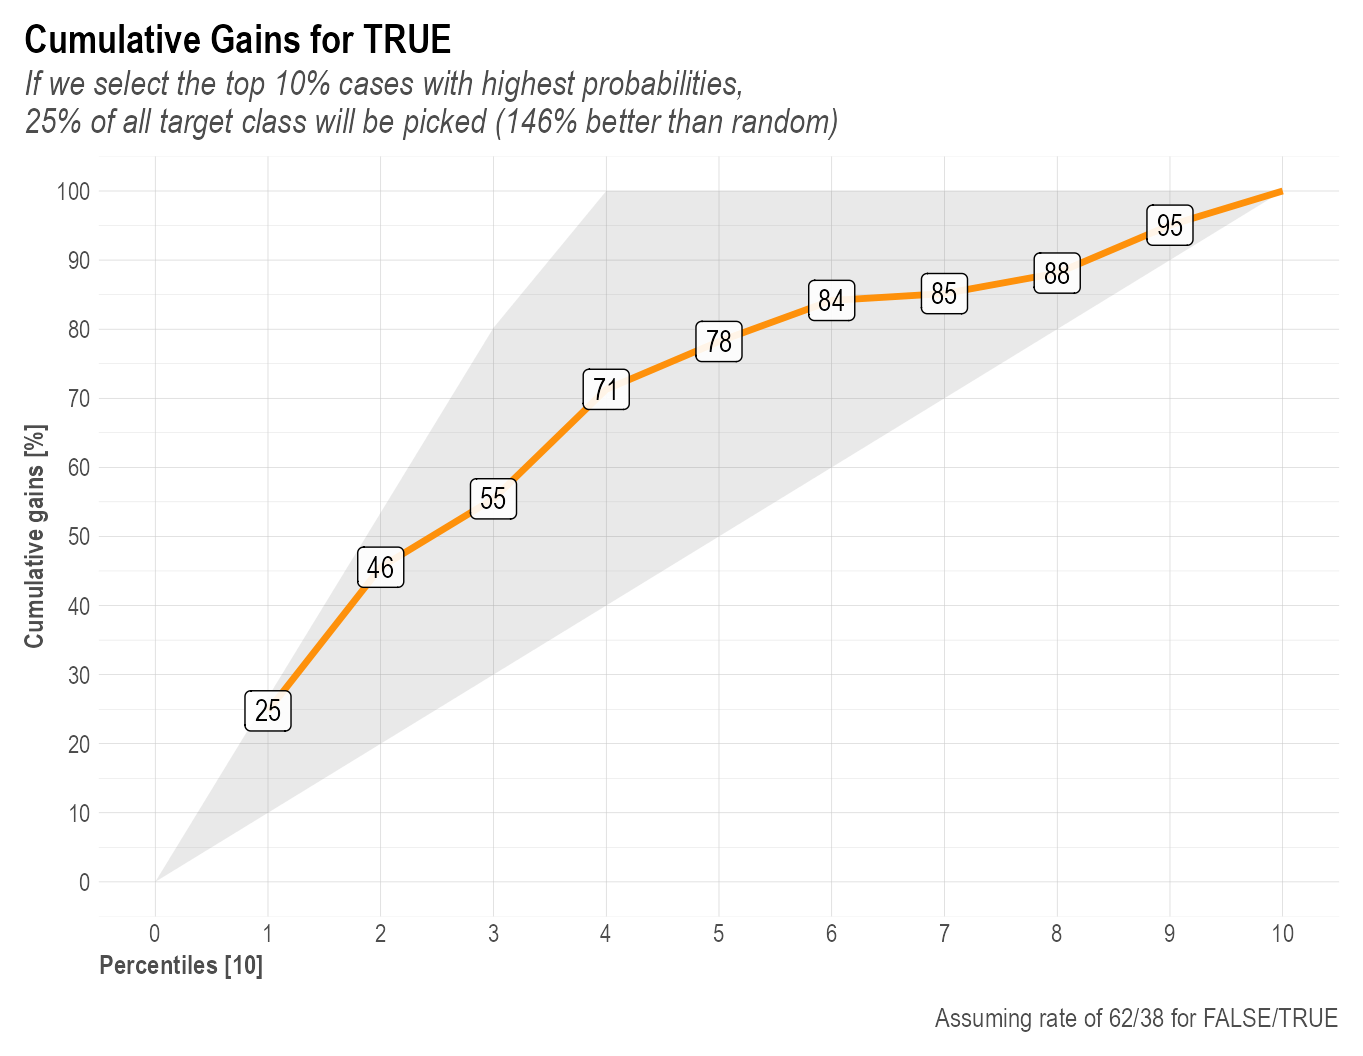 Cumulative Gains for TRUE
If we select the top 10% cases with highest probabilities,
25% of all target class will be picked (146% better than random)
Cumulative gains [%]
100
90
80
70
60
50
40
30
20
10
0
25
46
55
71
78
84
85
88
95
0 1 2 3 4 5 6 7 8 9 10
Percentiles [10]
Assuming rate of 62/38 for FALSE/TRUE